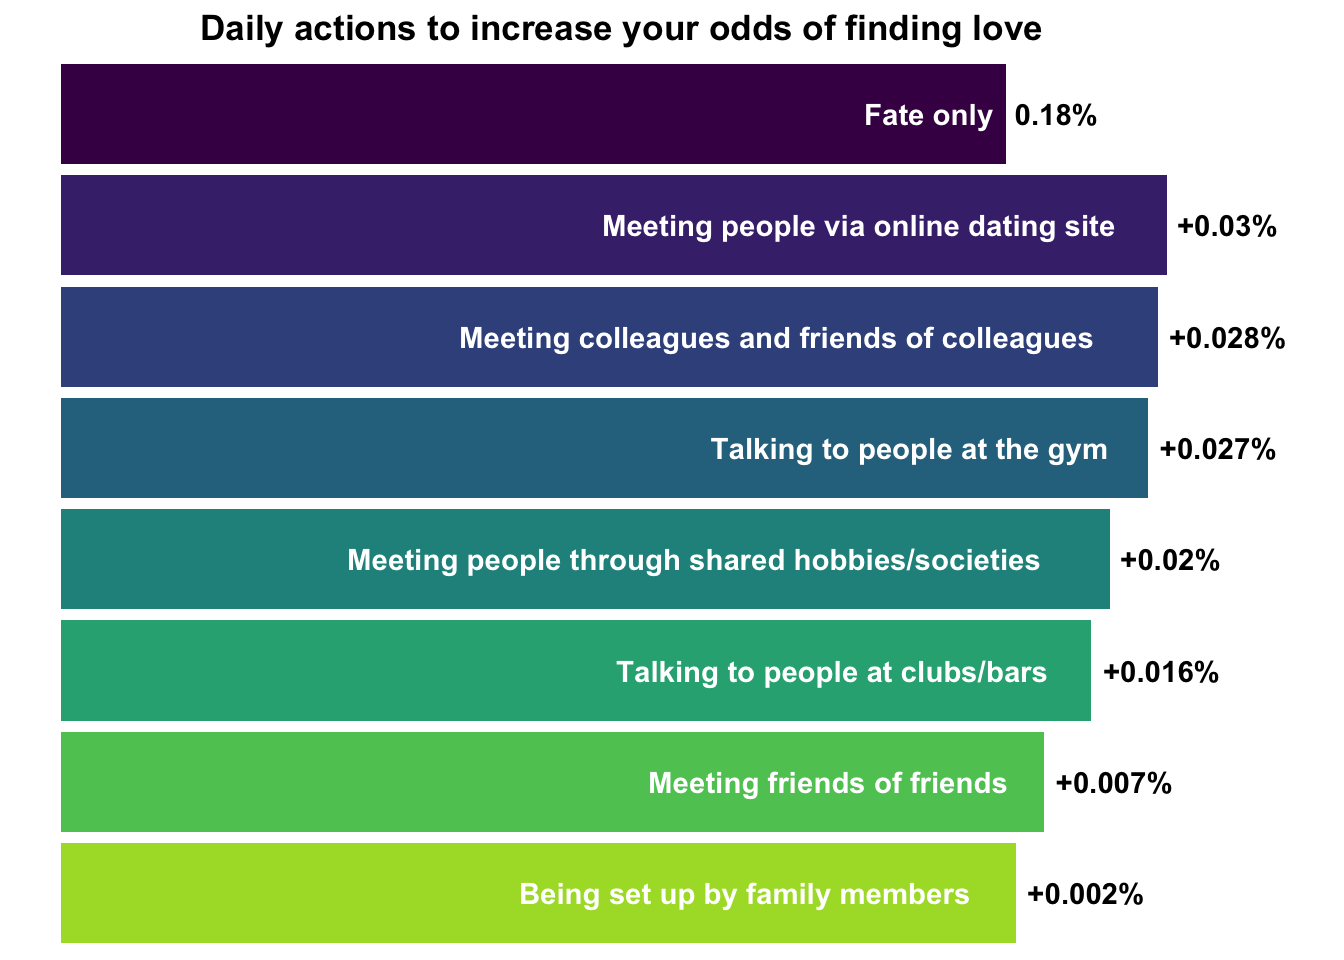 Daily actions to increase your odds of finding love
Fate only 0.18%
Meeting people via online dating site +0.03%
Meeting colleagues and friends of colleagues +0.028%
Talking to people at the gym +0.027%
Meeting people through shared hobbies/societies +0.02%
Talking to people at clubs/bars +0.016%
Meeting friends of friends +0.007%
Being set up by family members +0.002%